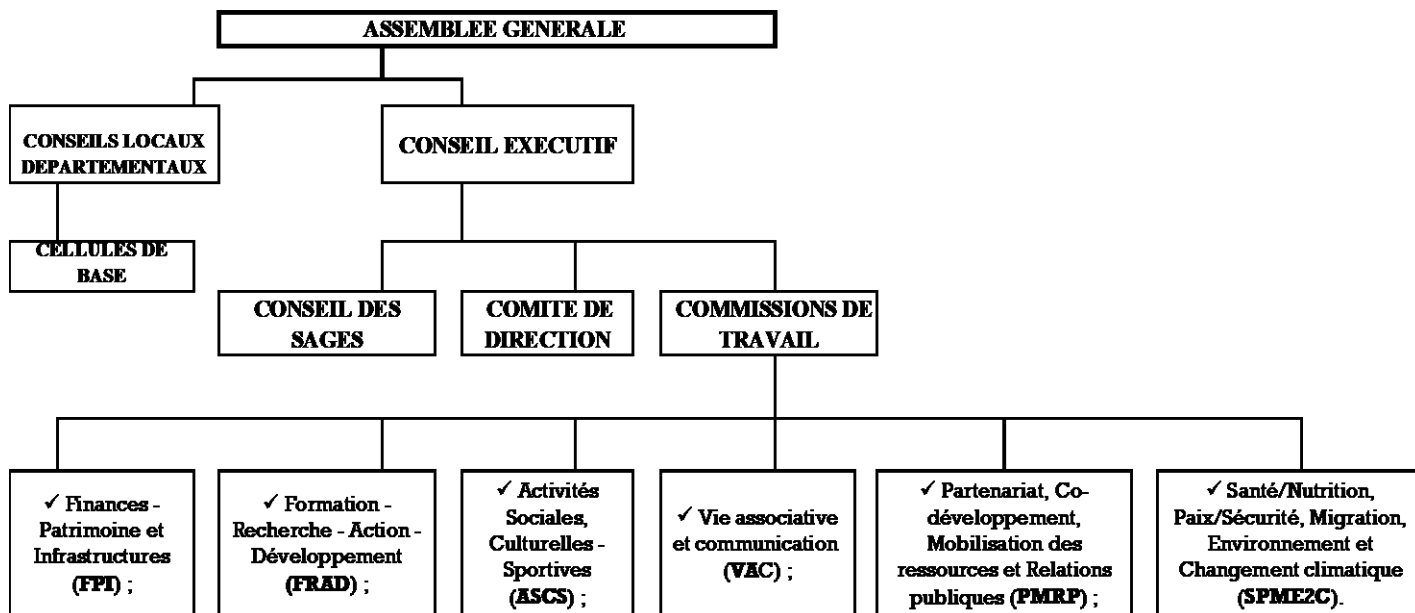 ASSEMBLEE GENERALE
CONSEILS LOCAUX
DEPARTEMENTAUX
CONSEIL EXECUTIF
CELLULES DE
BASE
CONSEIL DES
SAGES
COMITE DE
DIRECTION
COMMISSIONS DE
TRAVAIL
✓ Finances -
Patrimoine et
Infrastructures
(FPI) ;
✓ Formation -
Recherche - Action -
Développement
(FRAD) ;
✓ Activités
Sociales,
Culturelles -
Sportives
(ASCS) ;
✓ Vie associative
et communication
(VAC) ;
✓ Partenariat, Co-
développement,
Mobilisation des
ressources et Relations
publiques (PMRP) ;
✓ Santé/Nutrition,
Paix/Sécurité, Migration,
Environnement et
Changement climatique
(SPME2C).